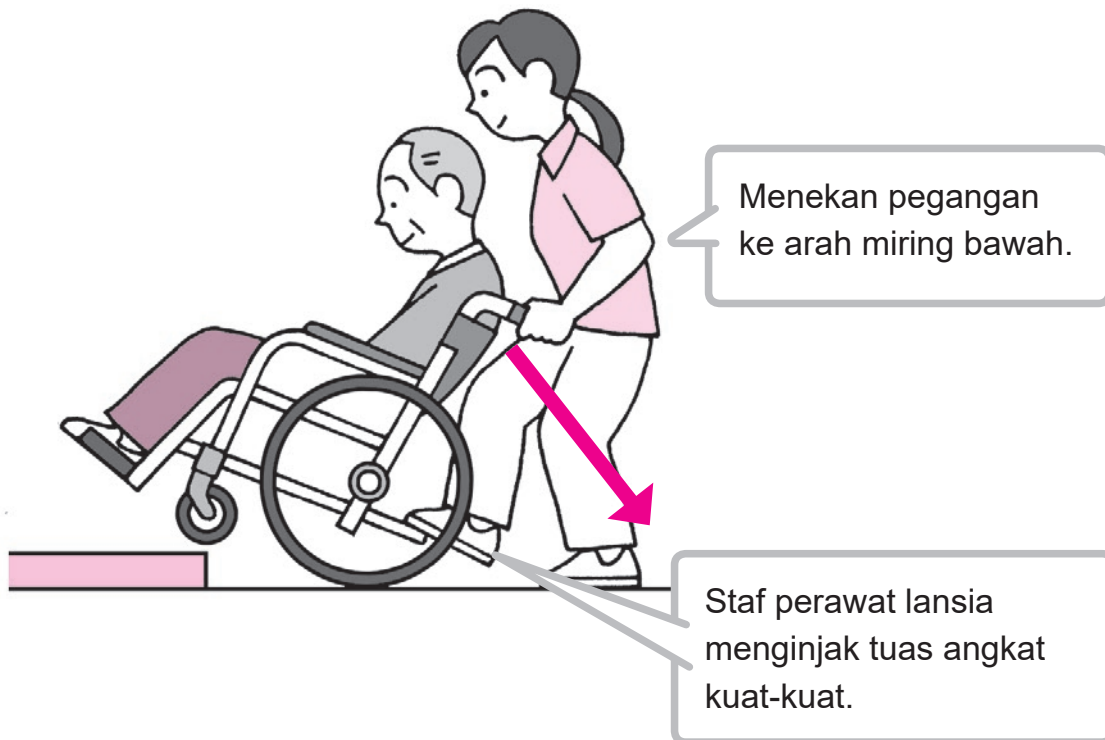 Menekan pegangan
ke arah miring bawah.
Staf perawat lansia
menginjak tuas angkat
kuat-kuat.